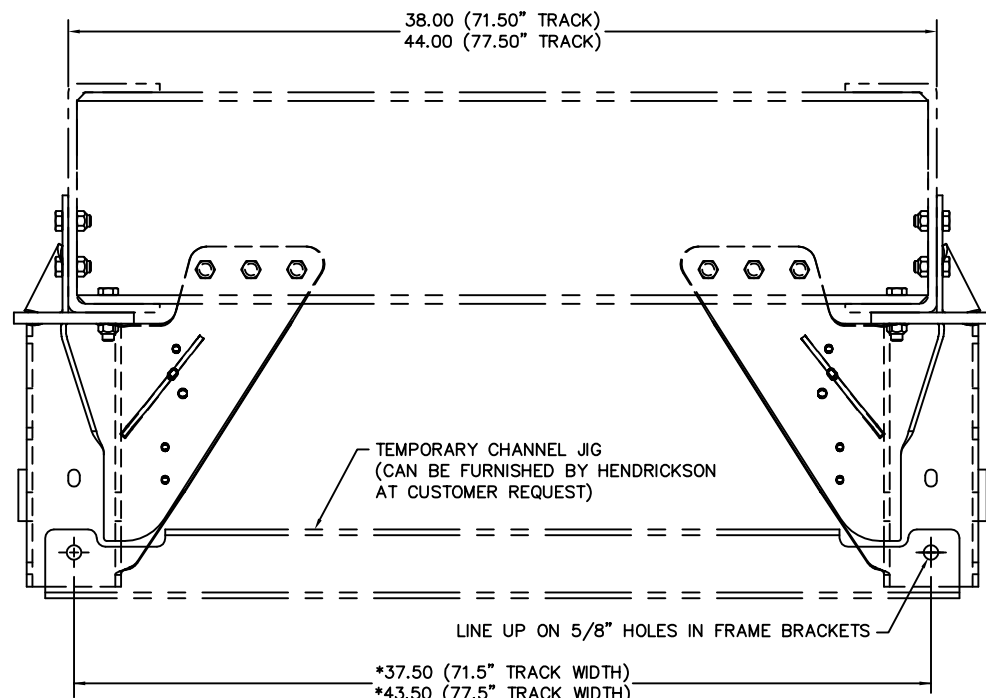 38.00 (71.50” TRACK)
44.00 (77.50” TRACK)
TEMPORARY CHANNEL JIG
(CAN BE FURNISHED BY HENDRICKSON
AT CUSTOMER REQUEST)
LINE UP ON 5/8” HOLES IN FRAME BRACKETS
*37.50 (71.5” TRACK WIDTH)
*43.50 (77.5” TRACK WIDTH)